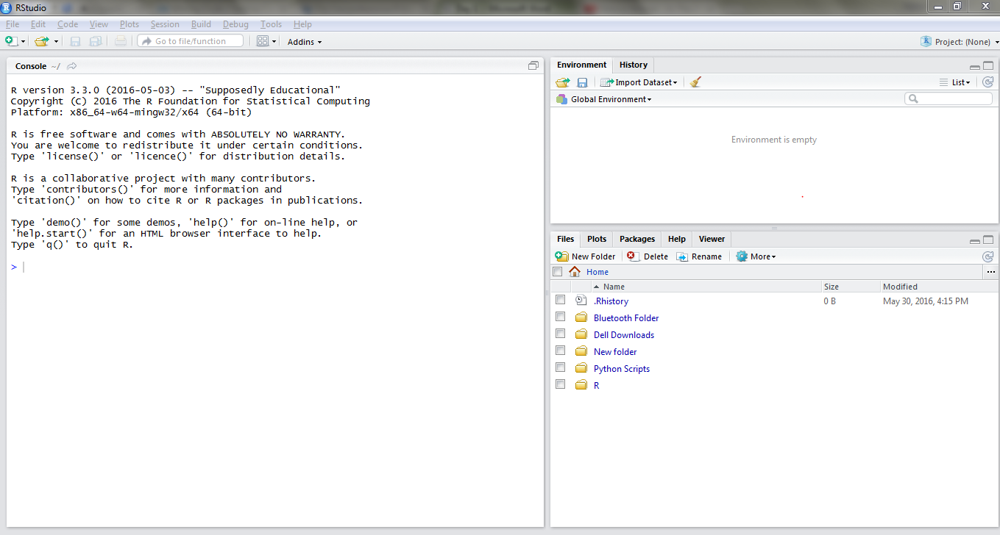 RStudio
File Edit Code View Plots Session Build Debug Tools Help
Go to file/function Addins Project: (None)
Console ~/
R version 3.3.0 (2016-05-03) -- "Supposedly Educational"
Copyright (C) 2016 The R Foundation for Statistical Computing
Platform: x86_64-w64-mingw32/x64 (64-bit)
R is free software and comes with ABSOLUTELY NO WARRANTY.
You are welcome to redistribute it under certain conditions.
Type 'license()' or 'licence()' for distribution details.
R is a collaborative project with many contributors.
Type 'contributors()' for more information and
'citation()' on how to cite R or R packages in publications.
Type 'demo()' for some demos, 'help()' for on-line help, or
'help.start()' for an HTML browser interface to help.
Type 'q()' to quit R.
>
Environment History
Import Dataset List
Global Environment
Environment is empty
Files Plots Packages Help Viewer
New Folder Delete Rename More
Home ...
Name Size Modified
.Rhistory 0 B May 30, 2016, 4:15 PM
Bluetooth Folder
Dell Downloads
New folder
Python Scripts
R